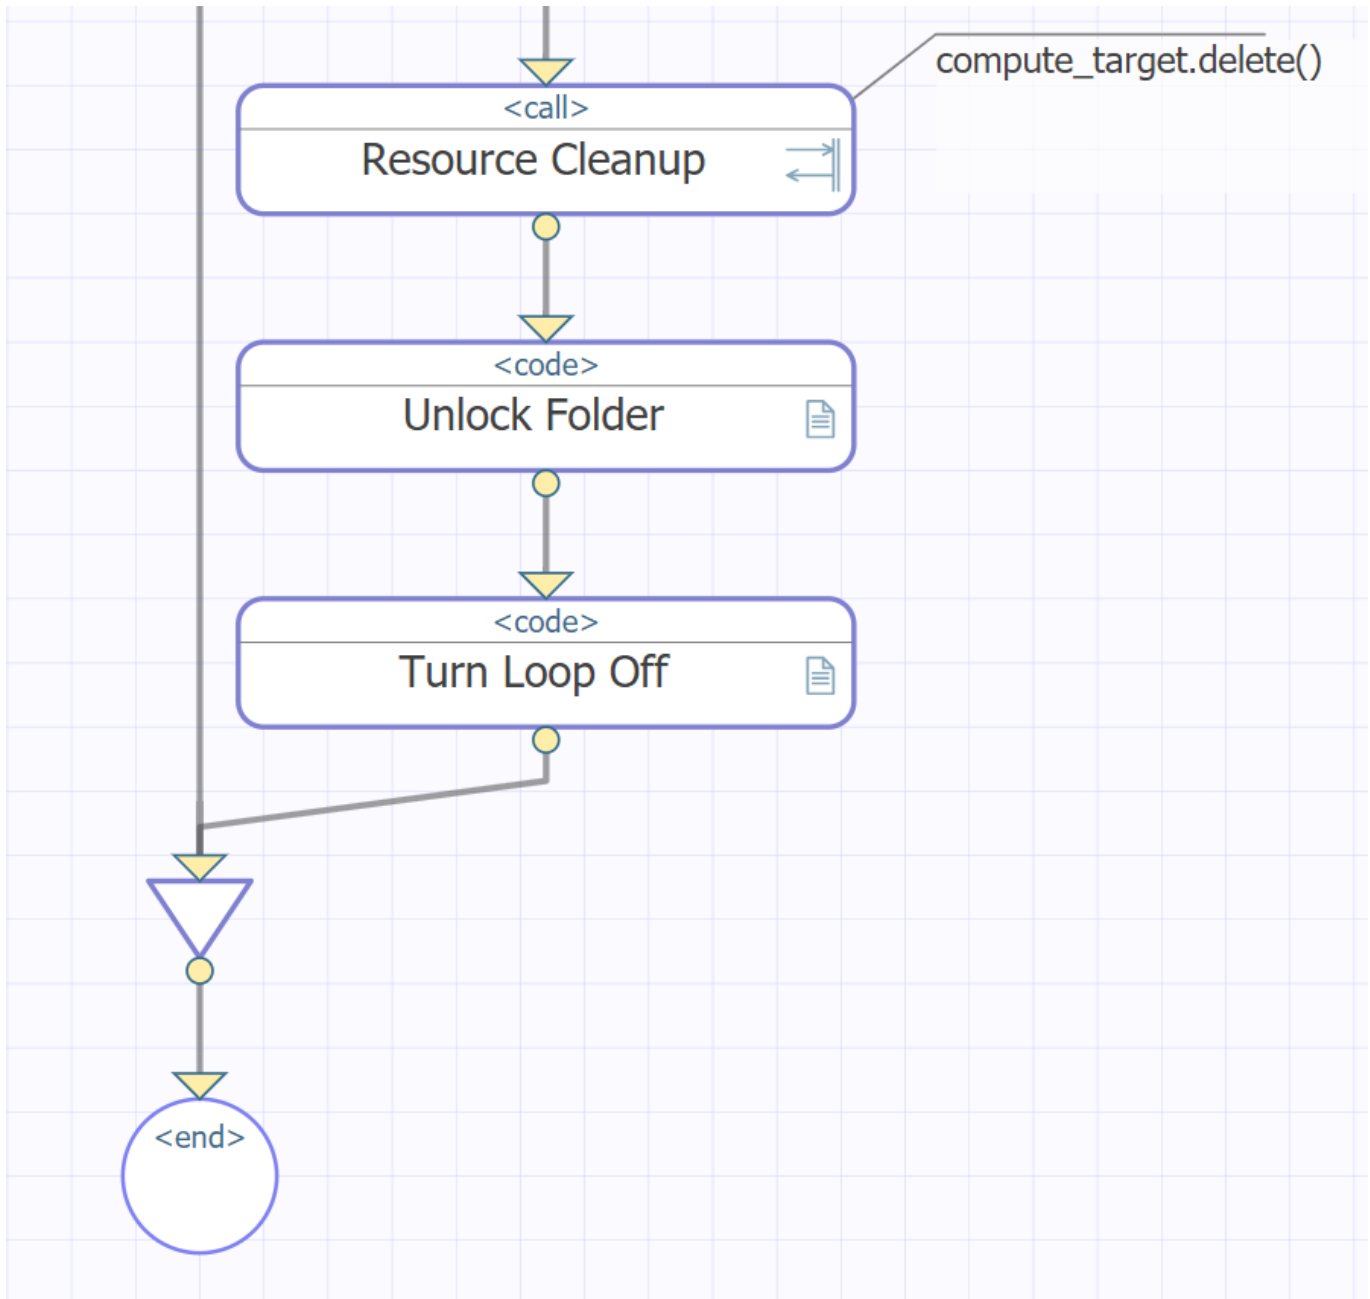 compute_target.delete()
<call>
Resource Cleanup
<code>
Unlock Folder
<code>
Turn Loop Off
<end>